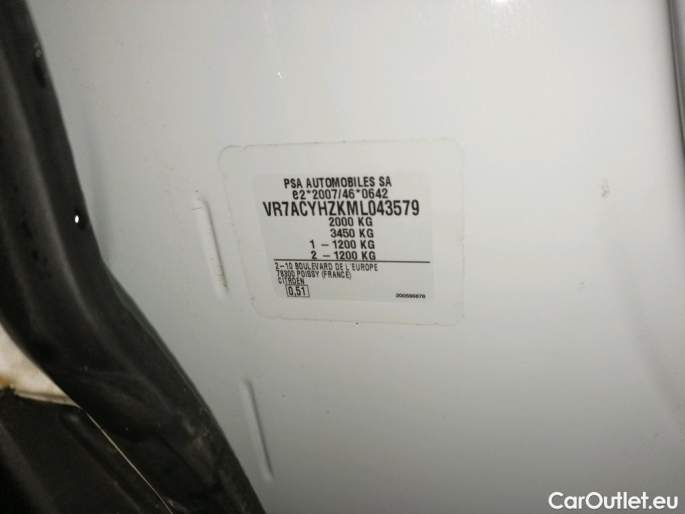 PSA AUTOMOBILES SA
e2*2007/46*0642
VR7ACYHZKML043579
2000 KG
3450 KG
1 - 1200 KG
2 - 1200 KG
2-10 BOULEVARD DE L'EUROPE
78300 POISSY (FRANCE)
CITROEN
0,51
CarOutlet.eu